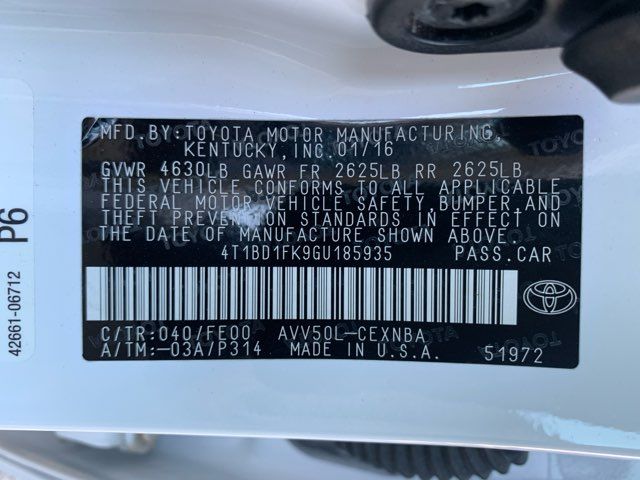 MFD.BY:TOYOTA MOTOR MANUFACTURING,
KENTUCKY, INC 01/16
GVWR 4630LB GAWR FR 2625LB RR 2625LB
THIS VEHICLE CONFORMS TO ALL APPLICABLE
FEDERAL MOTOR VEHICLE SAFETY, BUMPER, AND
THEFT PREVENTION STANDARDS IN EFFECT ON
THE DATE OF MANUFACTURE SHOWN ABOVE.
4T1BD1FK9GU185935 PASS.CAR
C/TR:040/FE00 AVV50L-CEXNBA
A/TM:-03A/P314 MADE IN U.S.A. 51972
TOYOTA
P6
42661-06712